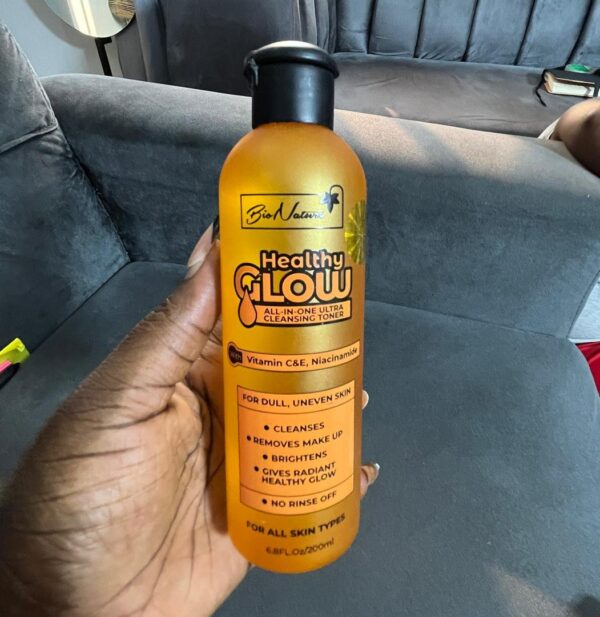 BioNature
Healthy
GLOW
ALL-IN-ONE ULTRA
CLEANSING TONER
Vitamin C&E, Niacinamide
FOR DULL, UNEVEN SKIN
• CLEANSES
• REMOVES MAKE UP
• BRIGHTENS
• GIVES RADIANT
HEALTHY GLOW
• NO RINSE OFF
FOR ALL SKIN TYPES
6.8FL.Oz/200ml